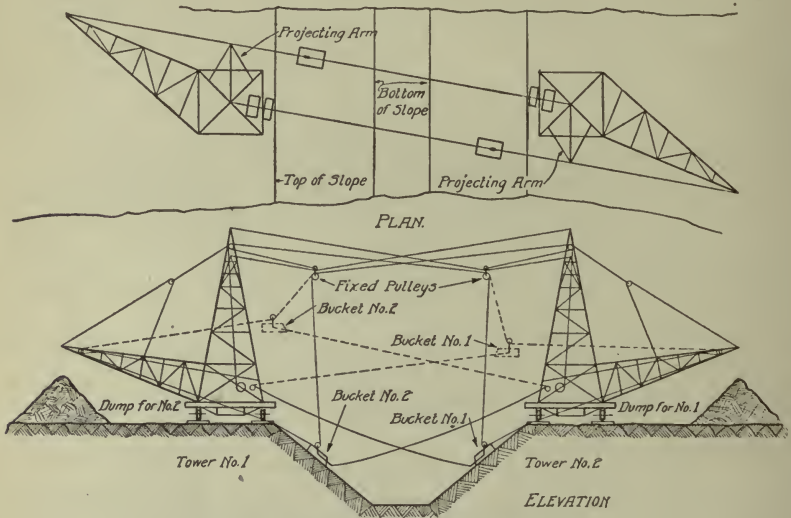 Projecting Arm
Bottom
of Slope
Top of Slope
Projecting Arm
PLAN.
Fixed Pulleys
Bucket No.2
Bucket No.1
Dump for No.2
Bucket No.2
Bucket No.1
Dump for No.1
Tower No.1
Tower No.2
ELEVATION